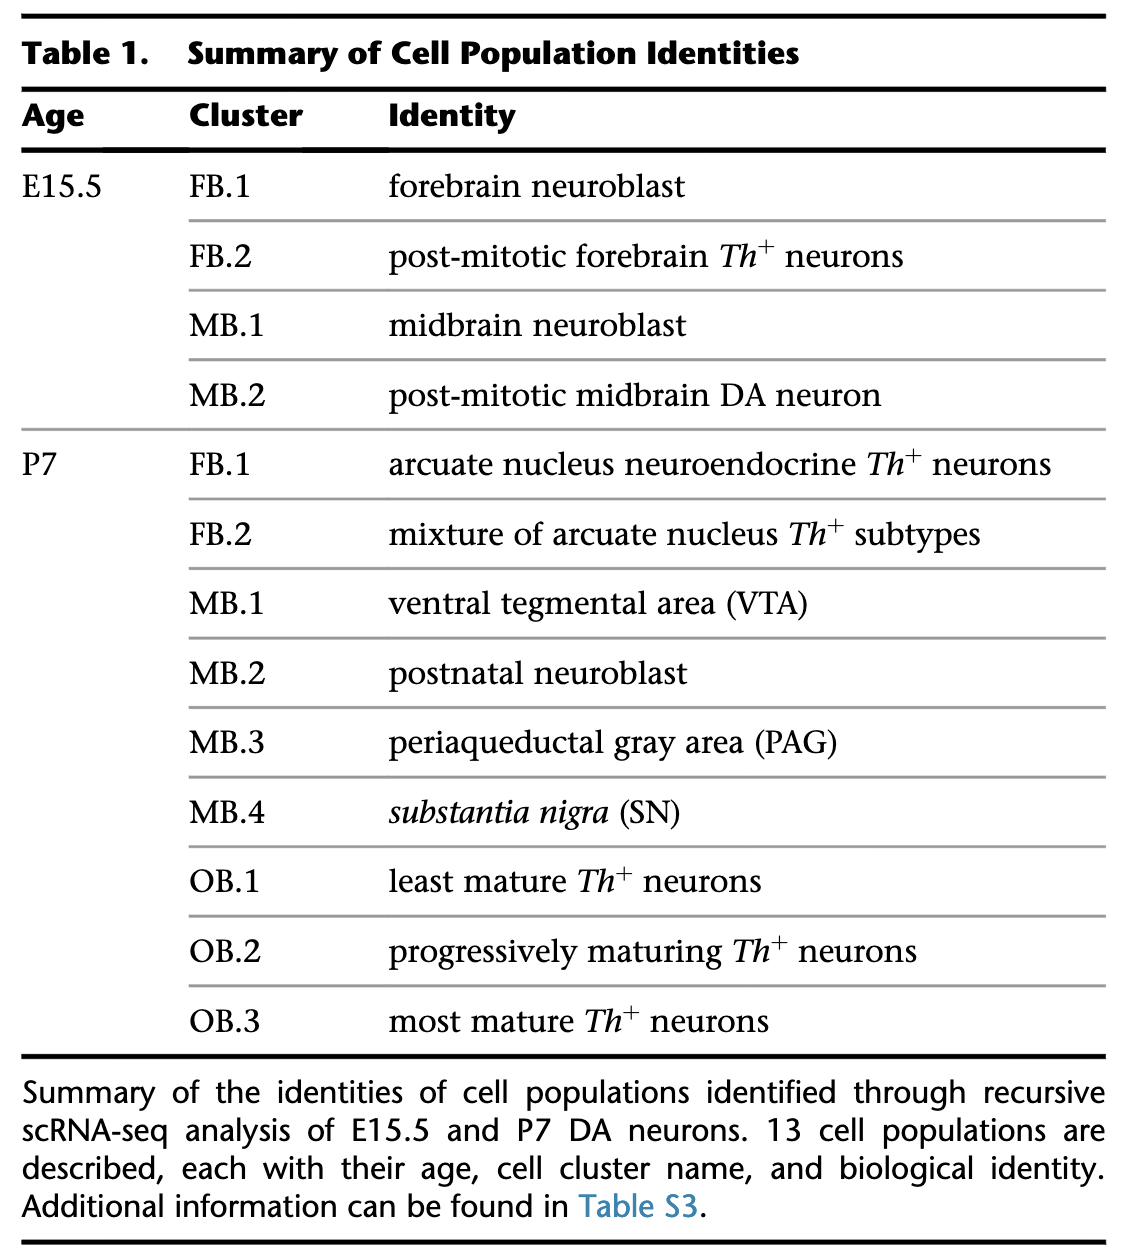 Table 1. Summary of Cell Population Identities
Age Cluster Identity
E15.5 FB.1 forebrain neuroblast
FB.2 post-mitotic forebrain Th+ neurons
MB.1 midbrain neuroblast
MB.2 post-mitotic midbrain DA neuron
P7 FB.1 arcuate nucleus neuroendocrine Th+ neurons
FB.2 mixture of arcuate nucleus Th+ subtypes
MB.1 ventral tegmental area (VTA)
MB.2 postnatal neuroblast
MB.3 periaqueductal gray area (PAG)
MB.4 substantia nigra (SN)
OB.1 least mature Th+ neurons
OB.2 progressively maturing Th+ neurons
OB.3 most mature Th+ neurons
Summary of the identities of cell populations identified through recursive
scRNA-seq analysis of E15.5 and P7 DA neurons. 13 cell populations are
described, each with their age, cell cluster name, and biological identity.
Additional information can be found in Table S3.